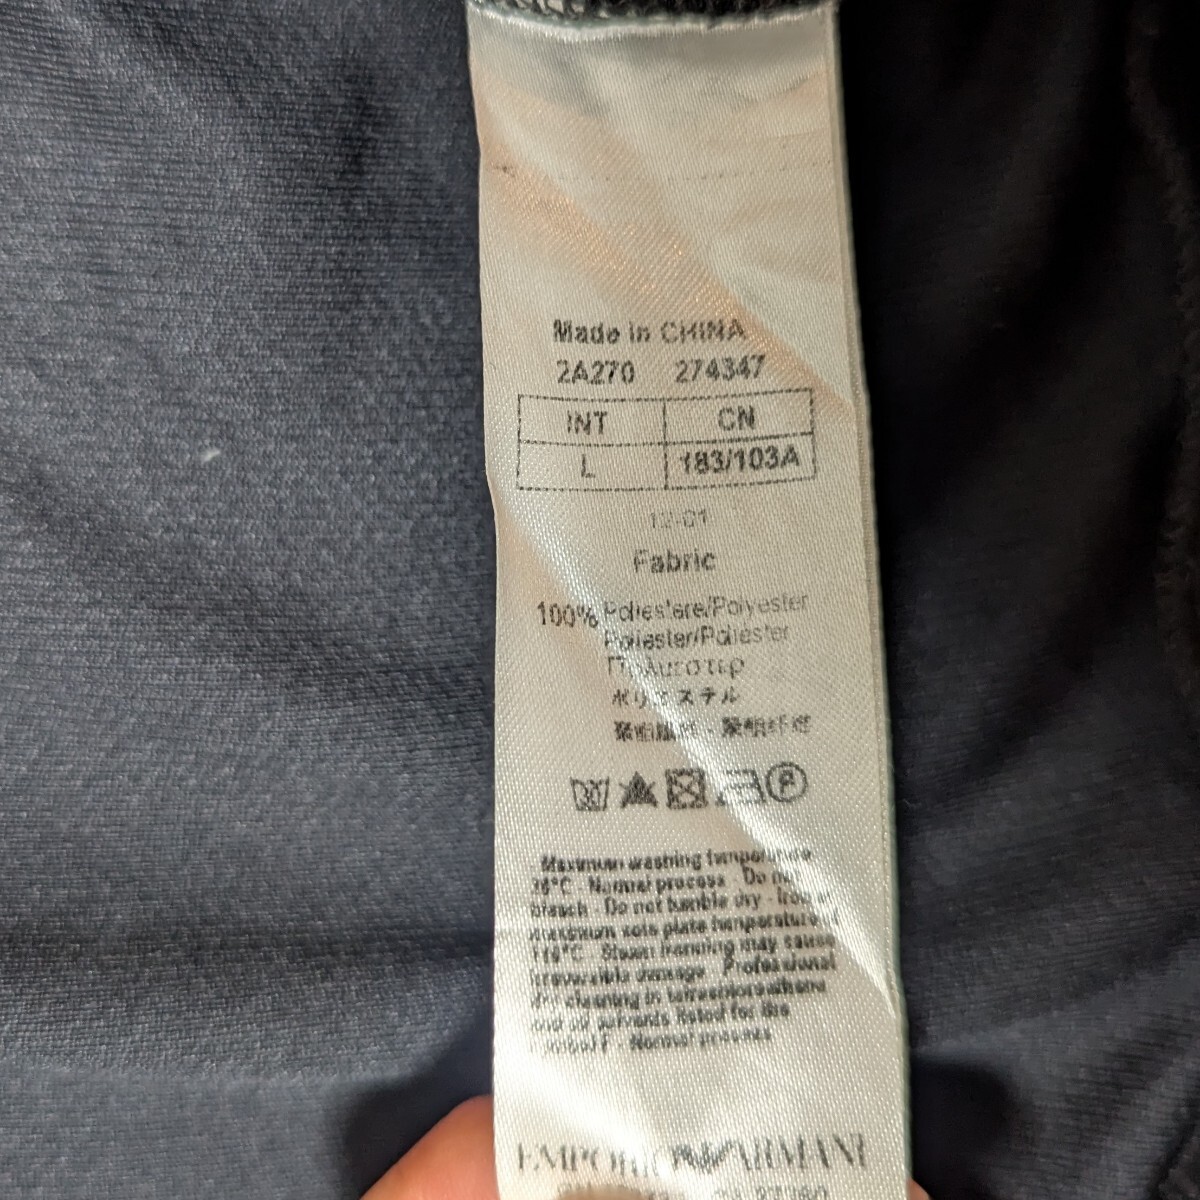 Made in CHINA
2A270 274347
INT CN
L 183/103A
12-01
Fabric
100% Poliestere/Polyester
Poliester/Poliester
ポリエステル
Maximum washing temperature
30°C - Normal process - Do not
bleach - Do not tumble dry - Iron at
maximum sole plate temperature of
110°C - Steam ironing may cause
irreversible damage - Professional
dry cleaning in tetrachloroethene
and all solvents listed for the
symbol F - Normal process
EMPORIO ARMANI